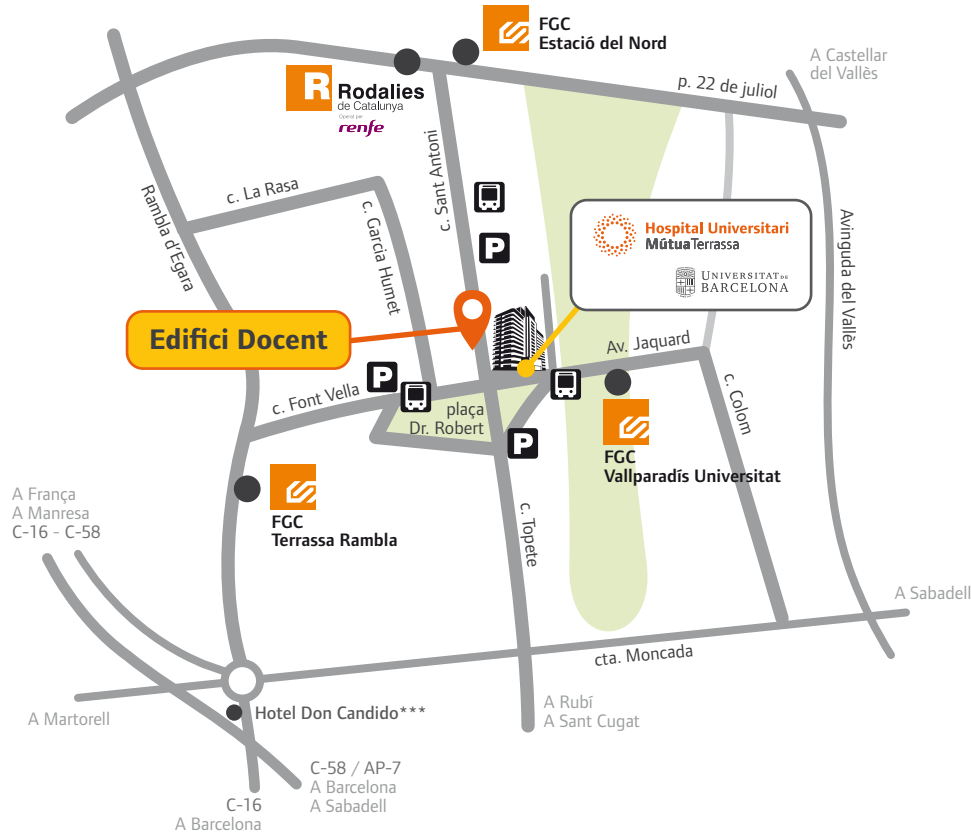 FGC
Estació del Nord
A Castellar
del Vallès
p. 22 de juliol
R
Rodalies
de Catalunya
Operat per
renfe
c. Sant Antoni
c. La Rasa
c. Garcia Humet
Rambla d'Egara
P
Hospital Universitari
MútuaTerrassa
UNIVERSITAT DE
BARCELONA
Avinguda del Vallès
Edifici Docent
Av. Jaquard
P
c. Font Vella
plaça
Dr. Robert
P
c. Colom
FGC
Vallparadís Universitat
A França
A Manresa
C-16 - C-58
FGC
Terrassa Rambla
c. Topete
A Sabadell
cta. Moncada
A Martorell
Hotel Don Candido***
A Rubí
A Sant Cugat
C-58 / AP-7
A Barcelona
A Sabadell
C-16
A Barcelona